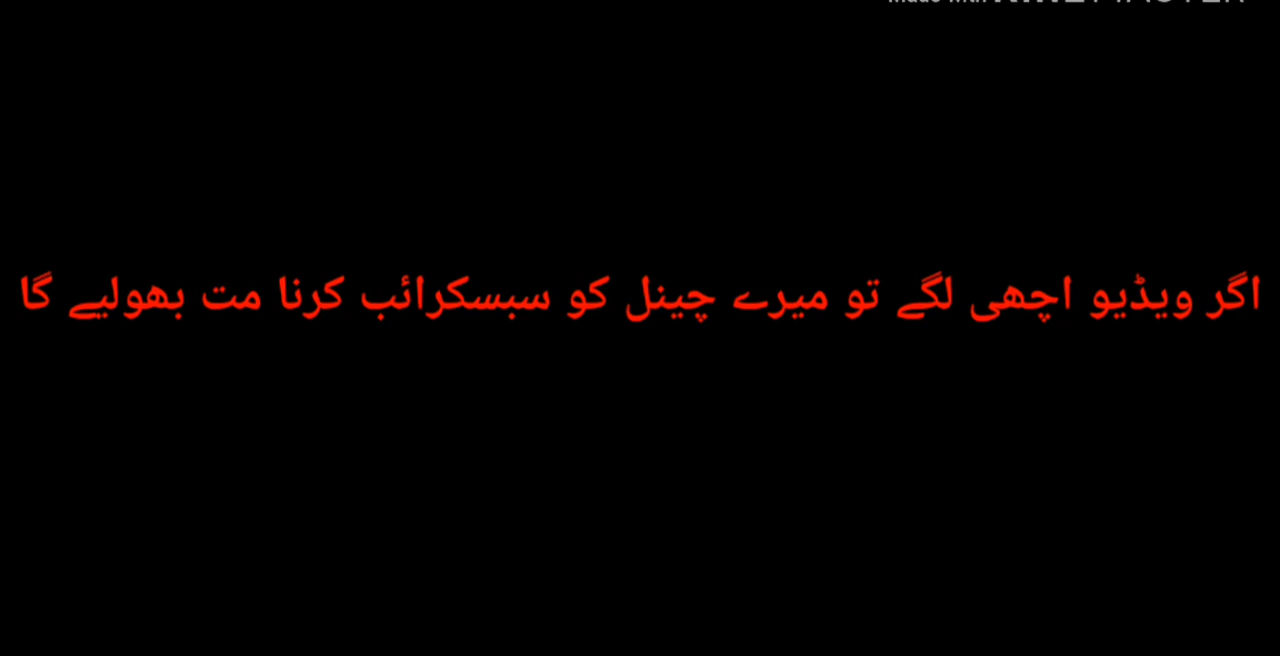 اگر ویڈیو اچھی لگے تو میرے چینل کو سبسکرائب کرنا مت بھولیے گا